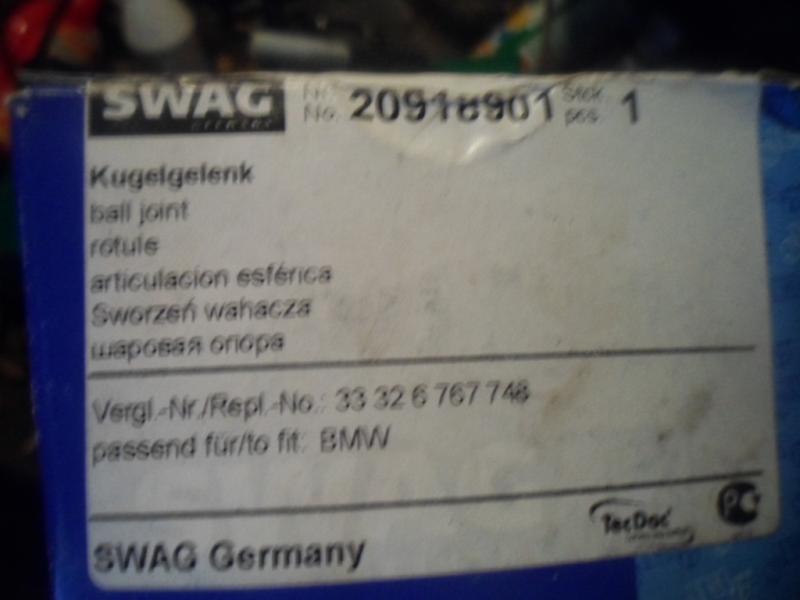 SWAG
Nr. No. 20918901 Stck. pcs. 1
Kugelgelenk
ball joint
rotule
articulacion esférica
Sworzeń wahacza
шаровая опора
Vergl.-Nr./Repl.-No.: 33 32 6 767 748
passend für/to fit: BMW
TecDoc
PC
SWAG Germany